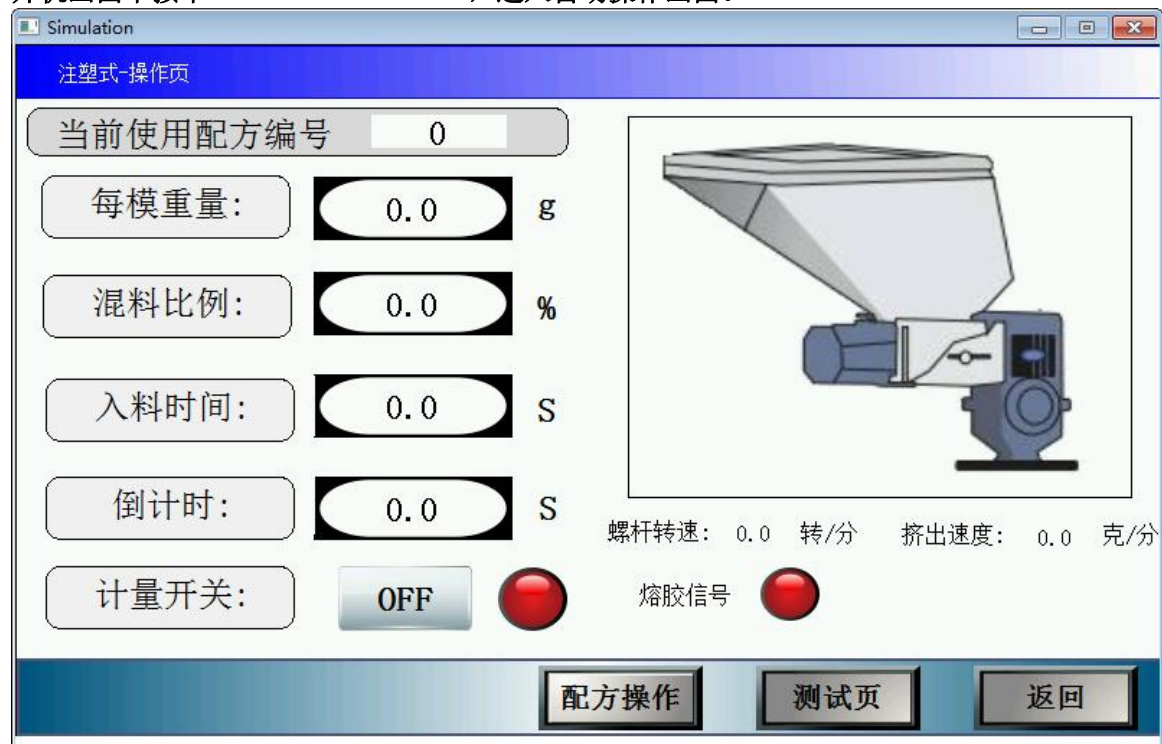 Simulation
注塑式-操作页
当前使用配方编号 0
每模重量: 0.0 g
混料比例: 0.0 %
入料时间: 0.0 S
倒计时: 0.0 S
螺杆转速: 0.0 转/分 挤出速度: 0.0 克/分
计量开关: OFF 熔胶信号
配方操作 测试页 返回